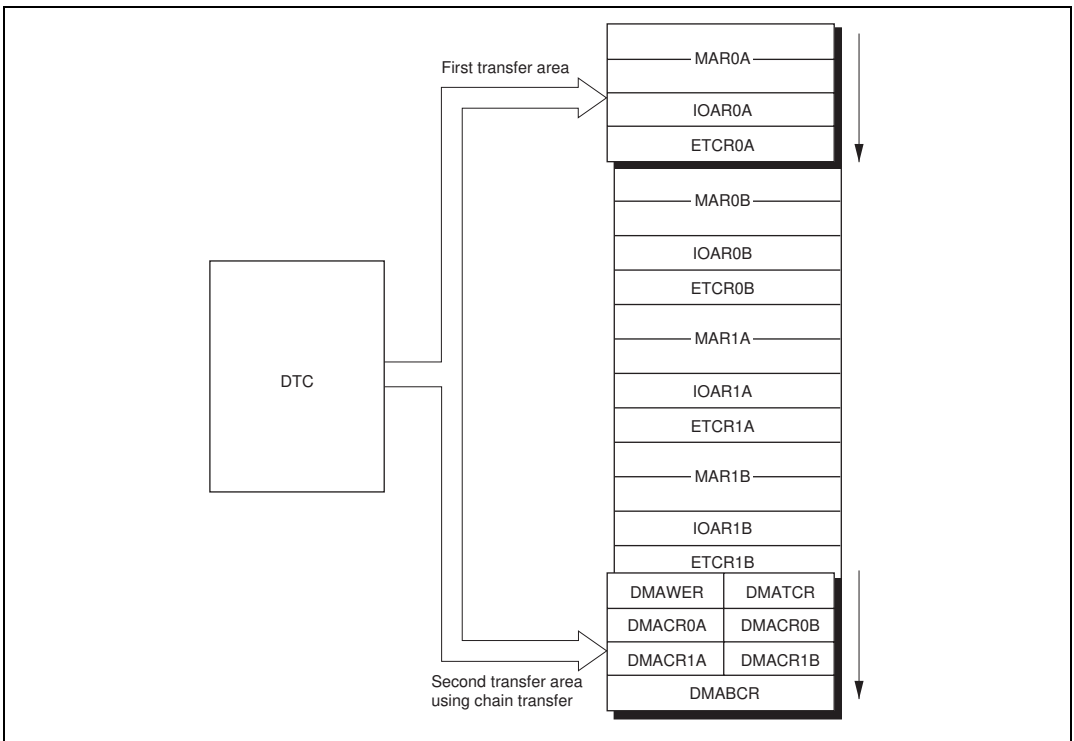 First transfer area
MAR0A
IOAR0A
ETCR0A
MAR0B
IOAR0B
ETCR0B
MAR1A
DTC
IOAR1A
ETCR1A
MAR1B
IOAR1B
ETCR1B
DMAWER DMATCR
DMACR0A DMACR0B
DMACR1A DMACR1B
Second transfer area
using chain transfer
DMABCR